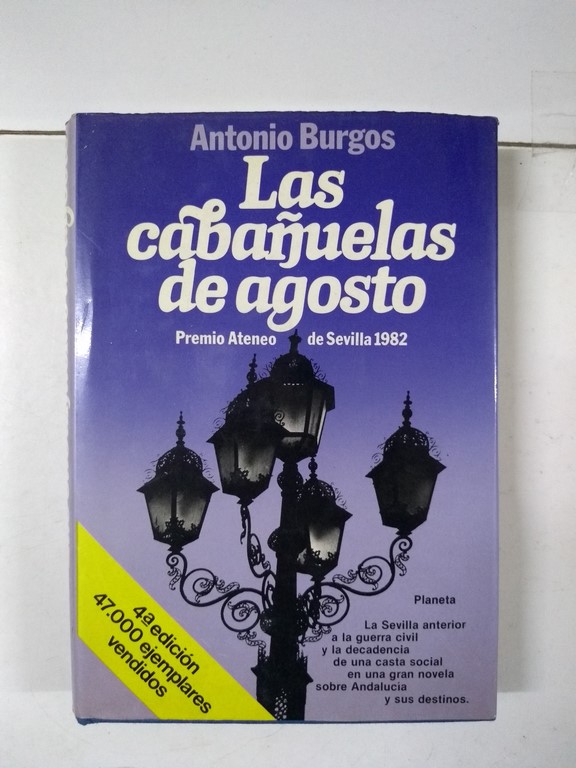 Antonio Burgos
Las
cabañuelas
de agosto
Premio Ateneo de Sevilla 1982
Planeta
La Sevilla anterior
a la guerra civil
y la decadencia
de una casta social
en una gran novela
sobre Andalucia
y sus destinos.
4a edición
47.000 ejemplares
vendidos